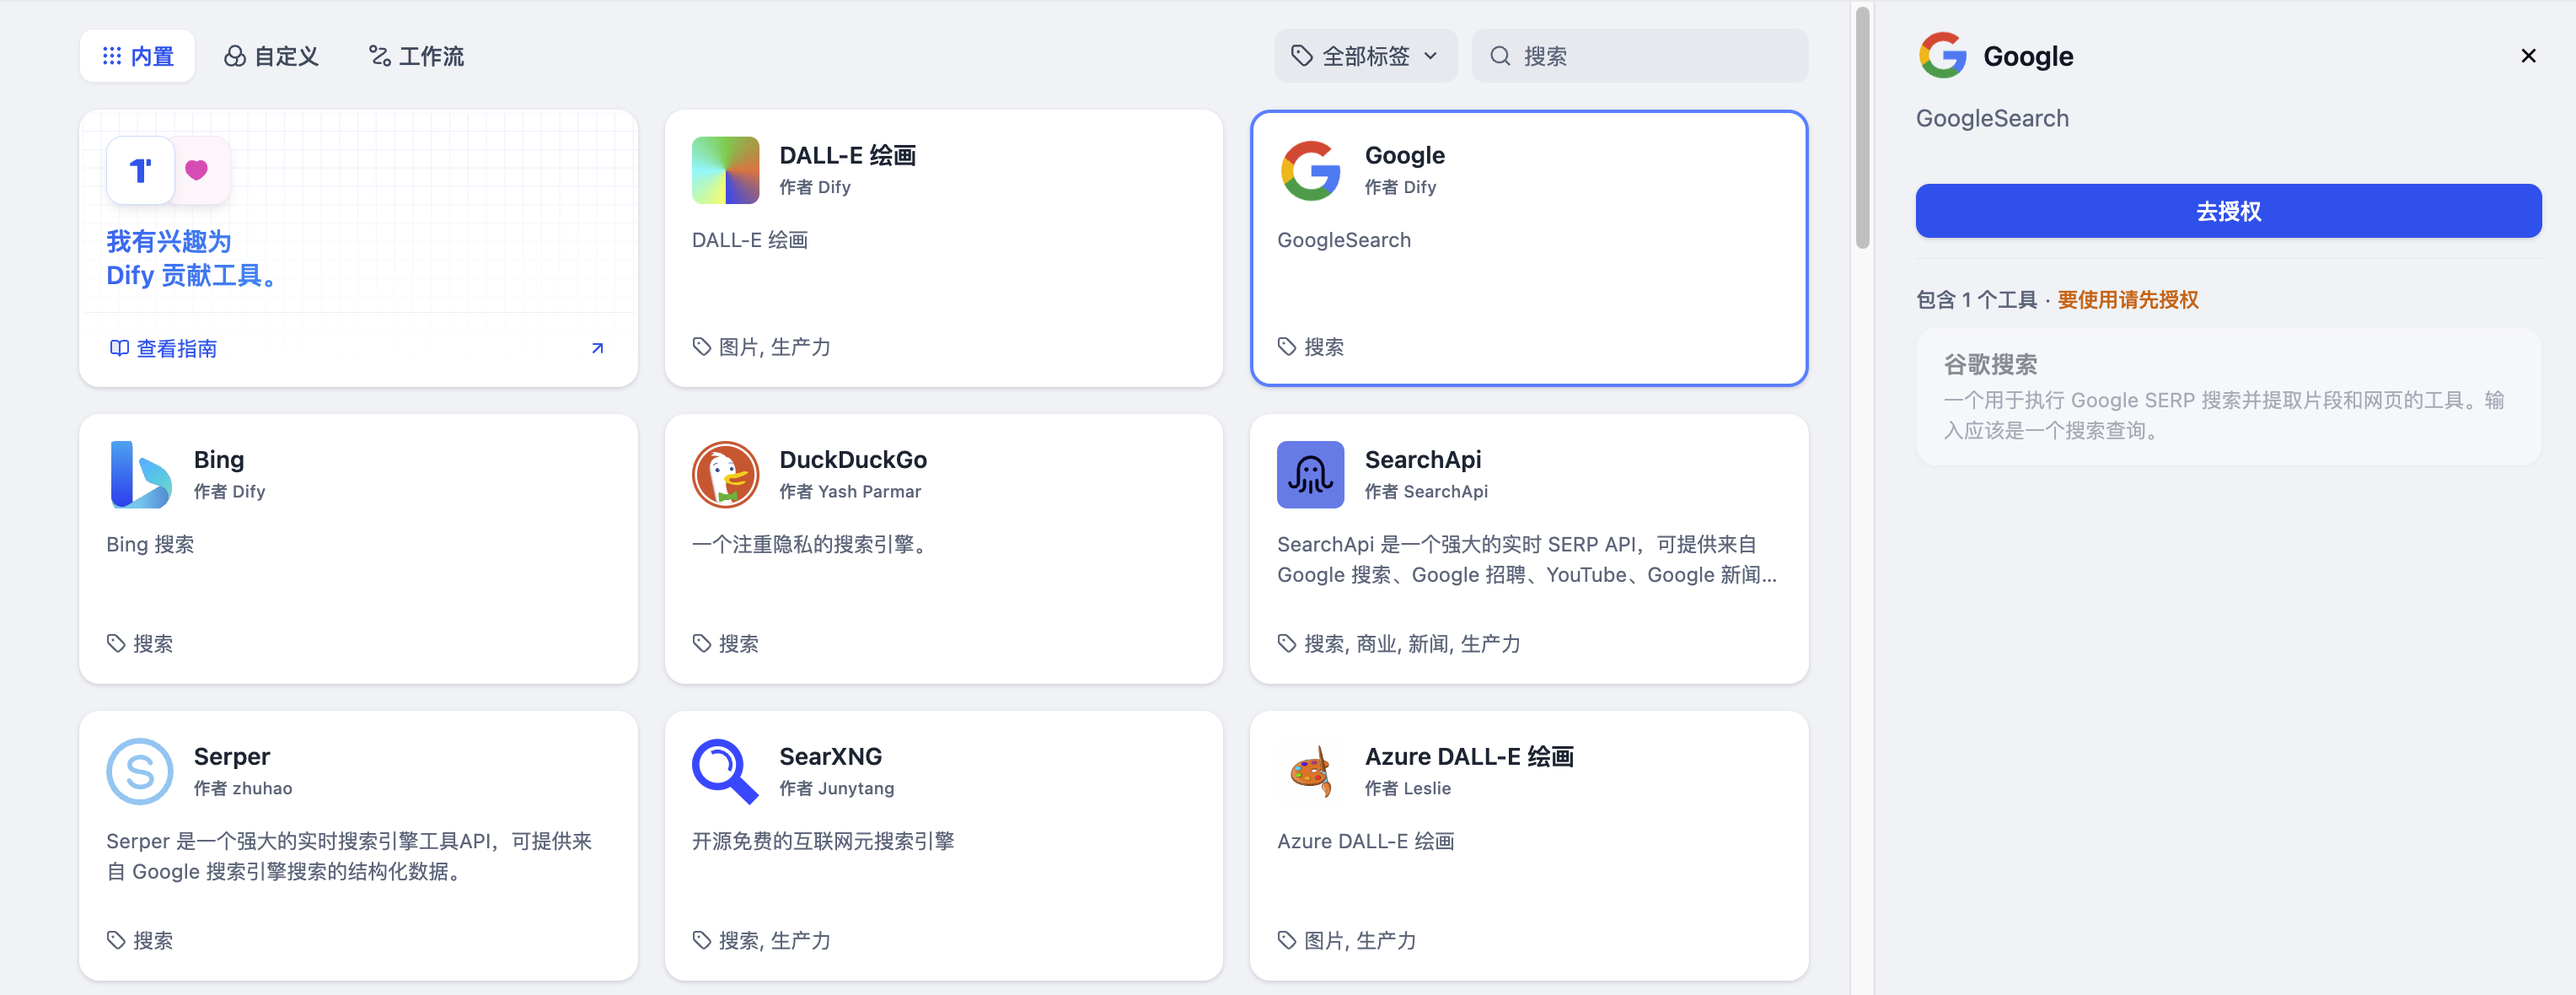 内置
自定义
工作流
全部标签
搜索
我有兴趣为
Dify 贡献工具。
查看指南
DALL-E 绘画
作者 Dify
DALL-E 绘画
图片, 生产力
Google
作者 Dify
GoogleSearch
搜索
Bing
作者 Dify
Bing 搜索
搜索
DuckDuckGo
作者 Yash Parmar
一个注重隐私的搜索引擎。
搜索
SearchApi
作者 SearchApi
SearchApi 是一个强大的实时 SERP API，可提供来自
Google 搜索、Google 招聘、YouTube、Google 新闻...
搜索, 商业, 新闻, 生产力
Serper
作者 zhuhao
Serper 是一个强大的实时搜索引擎工具API，可提供来
自 Google 搜索引擎搜索的结构化数据。
搜索
SearXNG
作者 Junytang
开源免费的互联网元搜索引擎
搜索, 生产力
Azure DALL-E 绘画
作者 Leslie
Azure DALL-E 绘画
图片, 生产力
Google
GoogleSearch
去授权
包含 1 个工具 · 要使用请先授权
谷歌搜索
一个用于执行 Google SERP 搜索并提取片段和网页的工具。输
入应该是一个搜索查询。